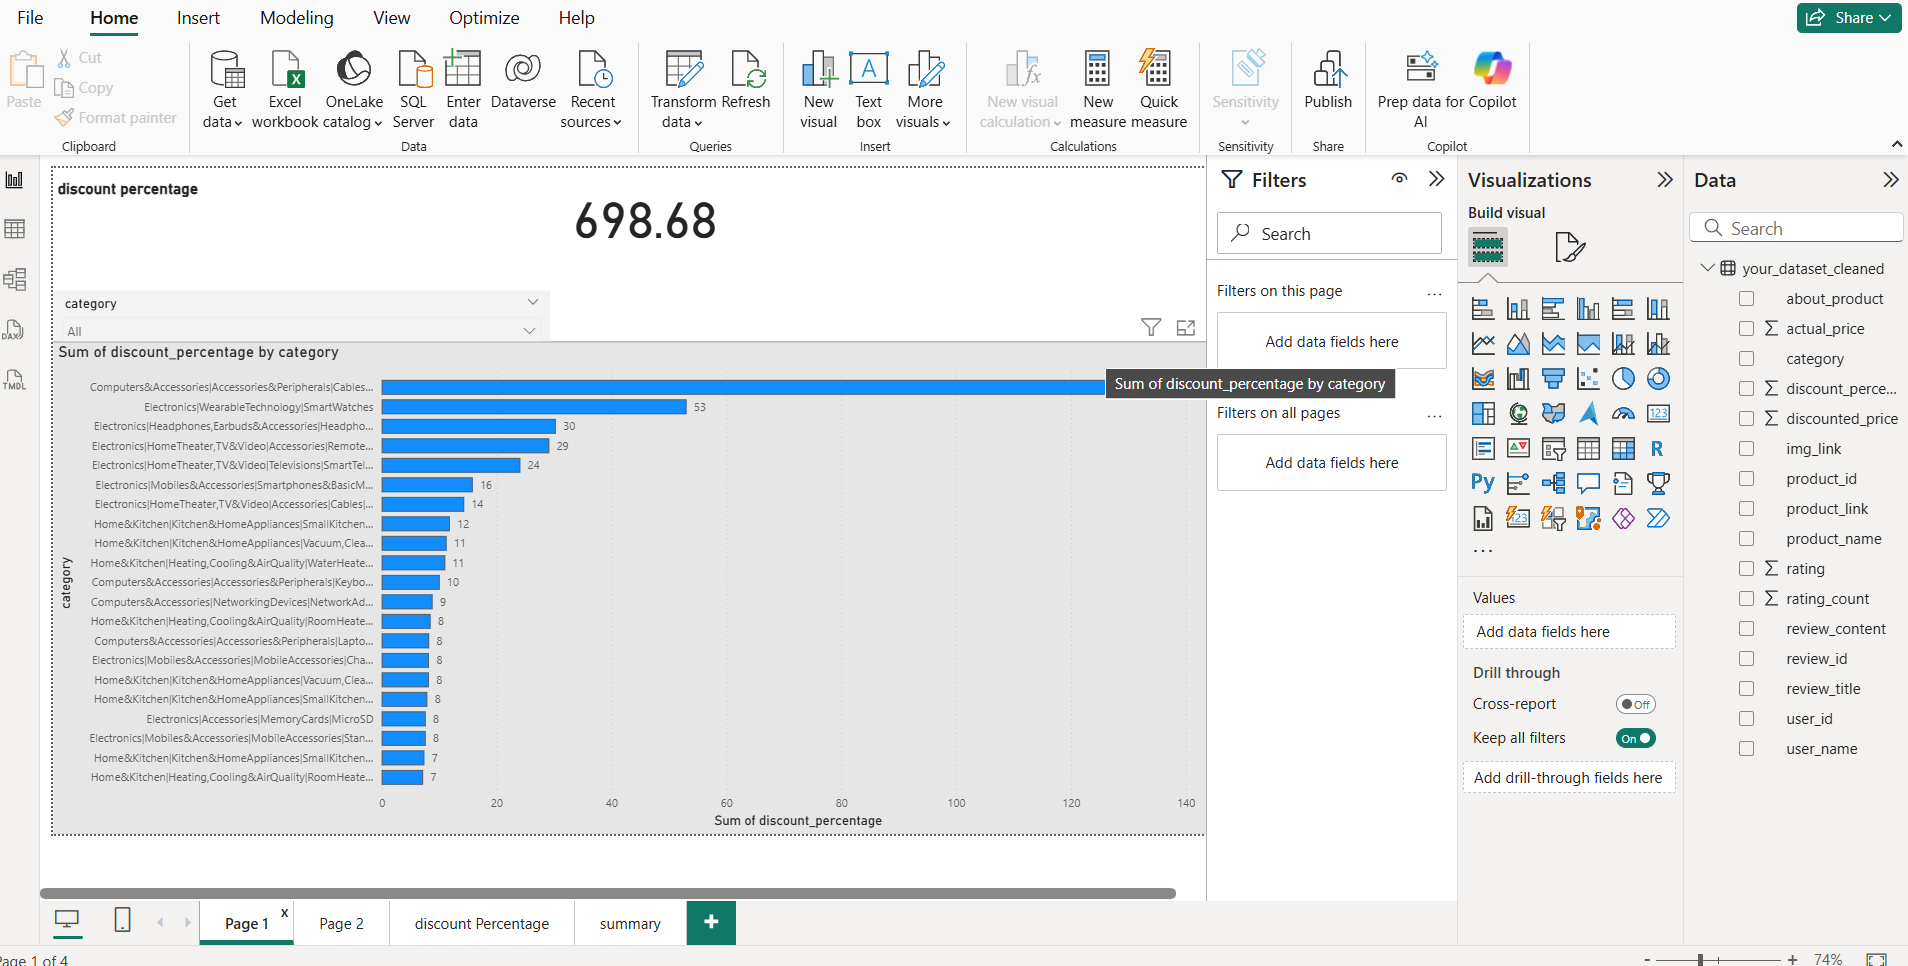 File Home Insert Modeling View Optimize Help Share
Paste Cut Copy Format painter
Clipboard
Get data Excel workbook OneLake catalog SQL Server Enter data Dataverse Recent sources
Data
Transform data Refresh
Queries
New visual Text box More visuals
Insert
New visual calculation New measure Quick measure
Calculations
Sensitivity
Sensitivity
Publish
Share
Prep data for AI Copilot
Copilot
discount percentage
698.68
category
All
Sum of discount_percentage by category
Computers&Accessories|Accessories&Peripherals|Cables...
Electronics|WearableTechnology|SmartWatches 53
Electronics|Headphones,Earbuds&Accessories|Headpho... 30
Electronics|HomeTheater,TV&Video|Accessories|Remote... 29
Electronics|HomeTheater,TV&Video|Televisions|SmartTel... 24
Electronics|Mobiles&Accessories|Smartphones&BasicM... 16
Electronics|HomeTheater,TV&Video|Accessories|Cables|... 14
Home&Kitchen|Kitchen&HomeAppliances|SmallKitchen... 12
Home&Kitchen|Kitchen&HomeAppliances|Vacuum,Clea... 11
Home&Kitchen|Heating,Cooling&AirQuality|WaterHeate... 11
Computers&Accessories|Accessories&Peripherals|Keybo... 10
Computers&Accessories|NetworkingDevices|NetworkAd... 9
Home&Kitchen|Heating,Cooling&AirQuality|RoomHeate... 8
Computers&Accessories|Accessories&Peripherals|Lapto... 8
Electronics|Mobiles&Accessories|MobileAccessories|Cha... 8
Home&Kitchen|Kitchen&HomeAppliances|Vacuum,Clea... 8
Home&Kitchen|Kitchen&HomeAppliances|SmallKitchen... 8
Electronics|Accessories|MemoryCards|MicroSD 8
Electronics|Mobiles&Accessories|MobileAccessories|Stan... 8
Home&Kitchen|Kitchen&HomeAppliances|SmallKitchen... 7
Home&Kitchen|Heating,Cooling&AirQuality|RoomHeate... 7
category
0 20 40 60 80 100 120 140
Sum of discount_percentage
Sum of discount_percentage by category
DAX
TMDL
Filters
Search
Filters on this page ...
Add data fields here
Filters on all pages ...
Add data fields here
Visualizations
Build visual
123
R
Py
123
...
Values
Add data fields here
Drill through
Cross-report Off
Keep all filters On
Add drill-through fields here
Data
Search
your_dataset_cleaned
about_product
Σ actual_price
category
Σ discount_perce...
Σ discounted_price
img_link
product_id
product_link
product_name
Σ rating
Σ rating_count
review_content
review_id
review_title
user_id
user_name
Page 1 x Page 2 discount Percentage summary +
Page 1 of 4
- + 74%